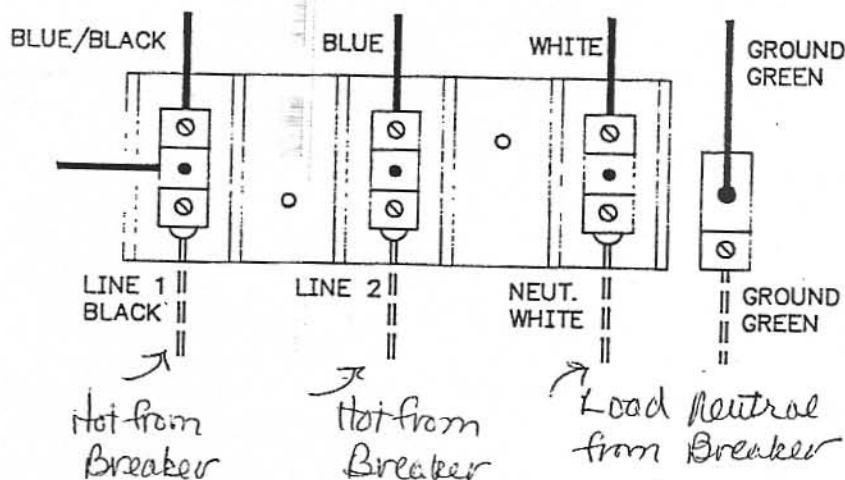 BLUE/BLACK
BLUE
WHITE
GROUND
GREEN
LINE 1
BLACK
LINE 2
NEUT.
WHITE
GROUND
GREEN
Hot from
Breaker
Hot from
Breaker
Load Neutral
from Breaker